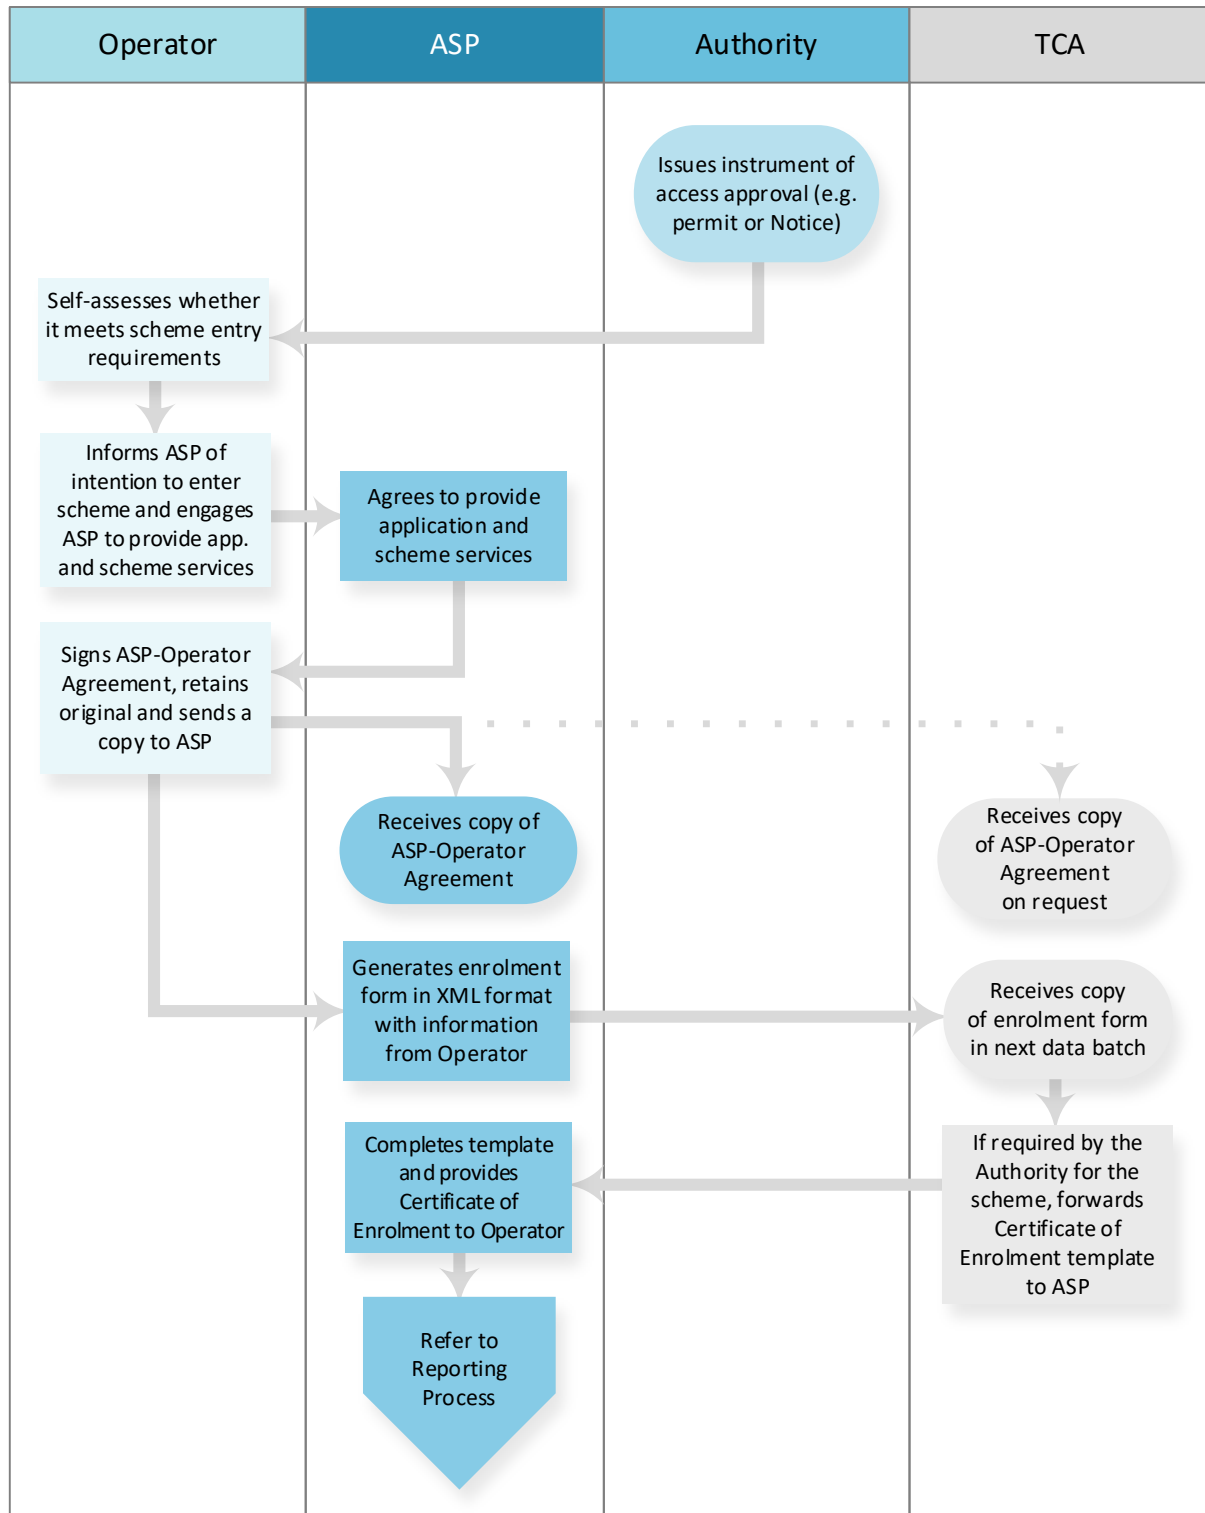 Operator
ASP
Authority
TCA
Issues instrument of
access approval (e.g.
permit or Notice)
Self-assesses whether
it meets scheme entry
requirements
Informs ASP of
intention to enter
scheme and engages
ASP to provide app.
and scheme services
Agrees to provide
application and
scheme services
Signs ASP-Operator
Agreement, retains
original and sends a
copy to ASP
Receives copy of
ASP-Operator
Agreement
Receives copy
of ASP-Operator
Agreement
on request
Generates enrolment
form in XML format
with information
from Operator
Receives copy
of enrolment form
in next data batch
Completes template
and provides
Certificate of
Enrolment to Operator
If required by the
Authority for the
scheme, forwards
Certificate of
Enrolment template
to ASP
Refer to
Reporting
Process